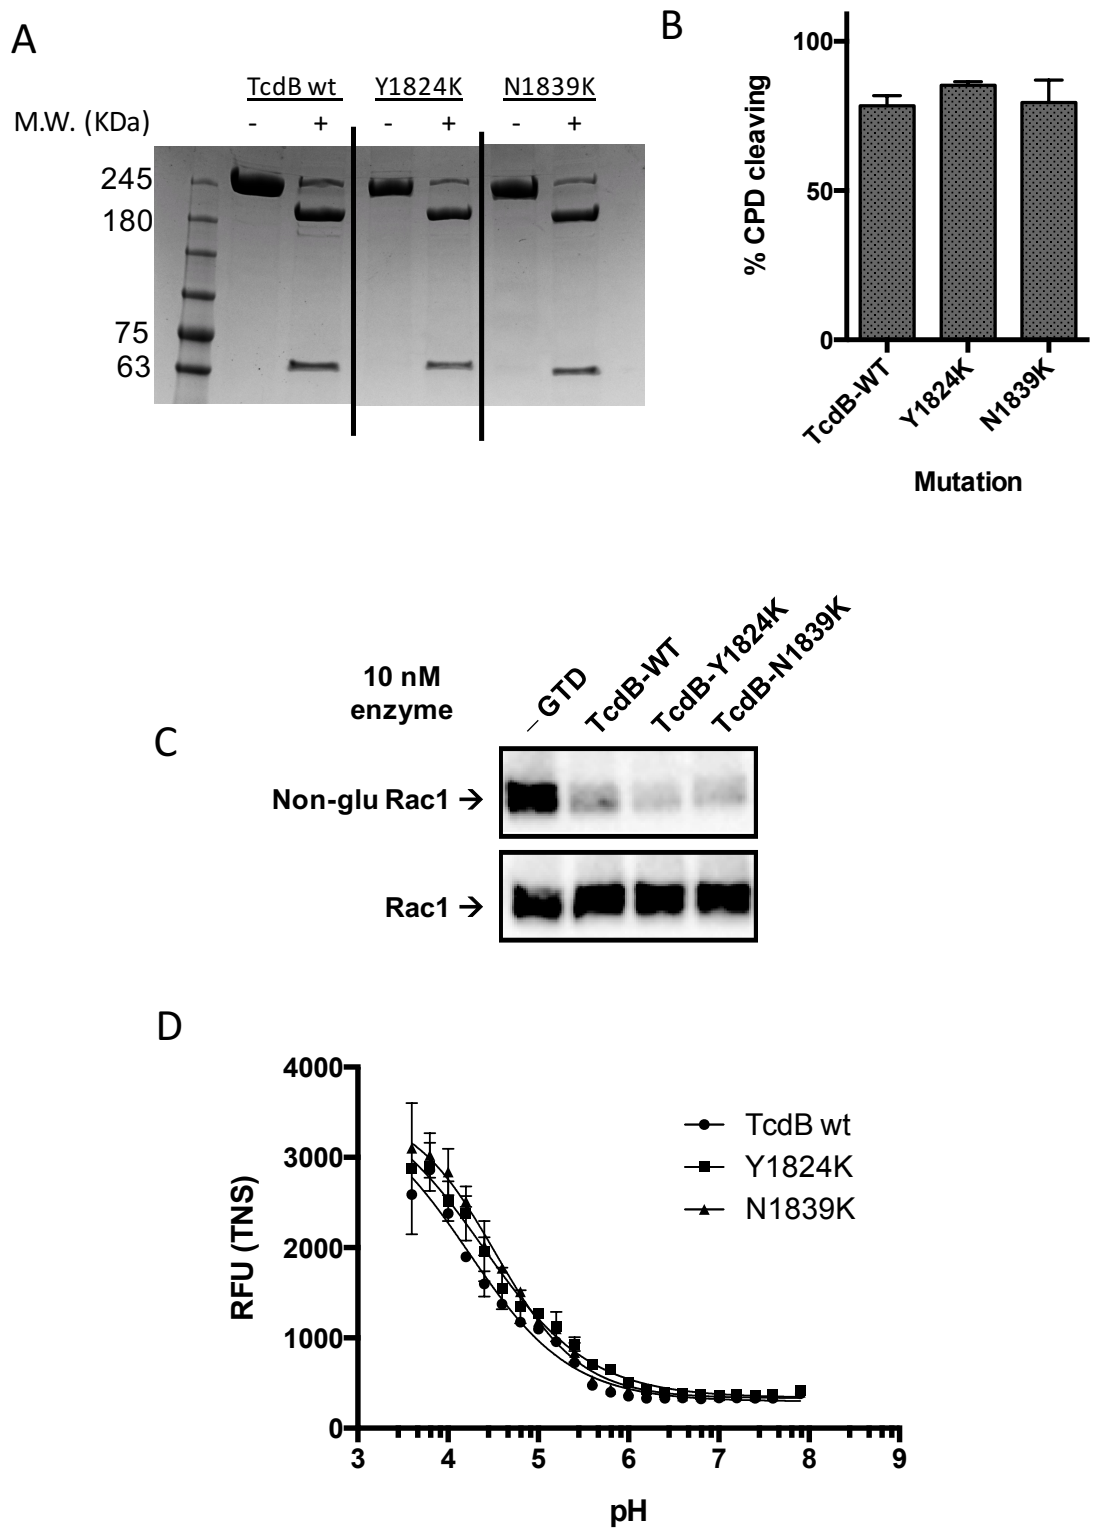 A
TcdB wt Y1824K N1839K
M.W. (KDa) - + - + - +
245
180
75
63
B
% CPD cleaving
100
50
0
TcdB-WT
Y1824K
N1839K
Mutation
C
10 nM
enzyme
_ GTD
TcdB-WT
TcdB-Y1824K
TcdB-N1839K
Non-glu Rac1 →
Rac1 →
D
RFU (TNS)
4000
3000
2000
1000
0
3 4 5 6 7 8 9
pH
TcdB wt
Y1824K
N1839K